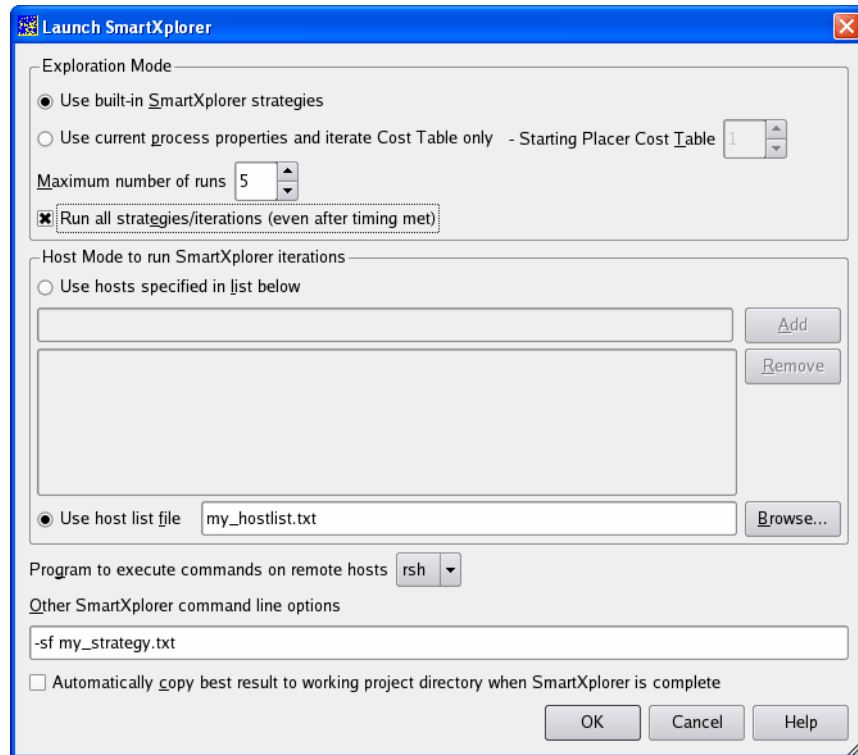 Launch SmartXplorer
Exploration Mode
Use built-in SmartXplorer strategies
Use current process properties and iterate Cost Table only - Starting Placer Cost Table 1
Maximum number of runs 5
Run all strategies/iterations (even after timing met)
Host Mode to run SmartXplorer iterations
Use hosts specified in list below
Add
Remove
Use host list file my_hostlist.txt Browse...
Program to execute commands on remote hosts rsh
Other SmartXplorer command line options
-sf my_strategy.txt
Automatically copy best result to working project directory when SmartXplorer is complete
OK Cancel Help